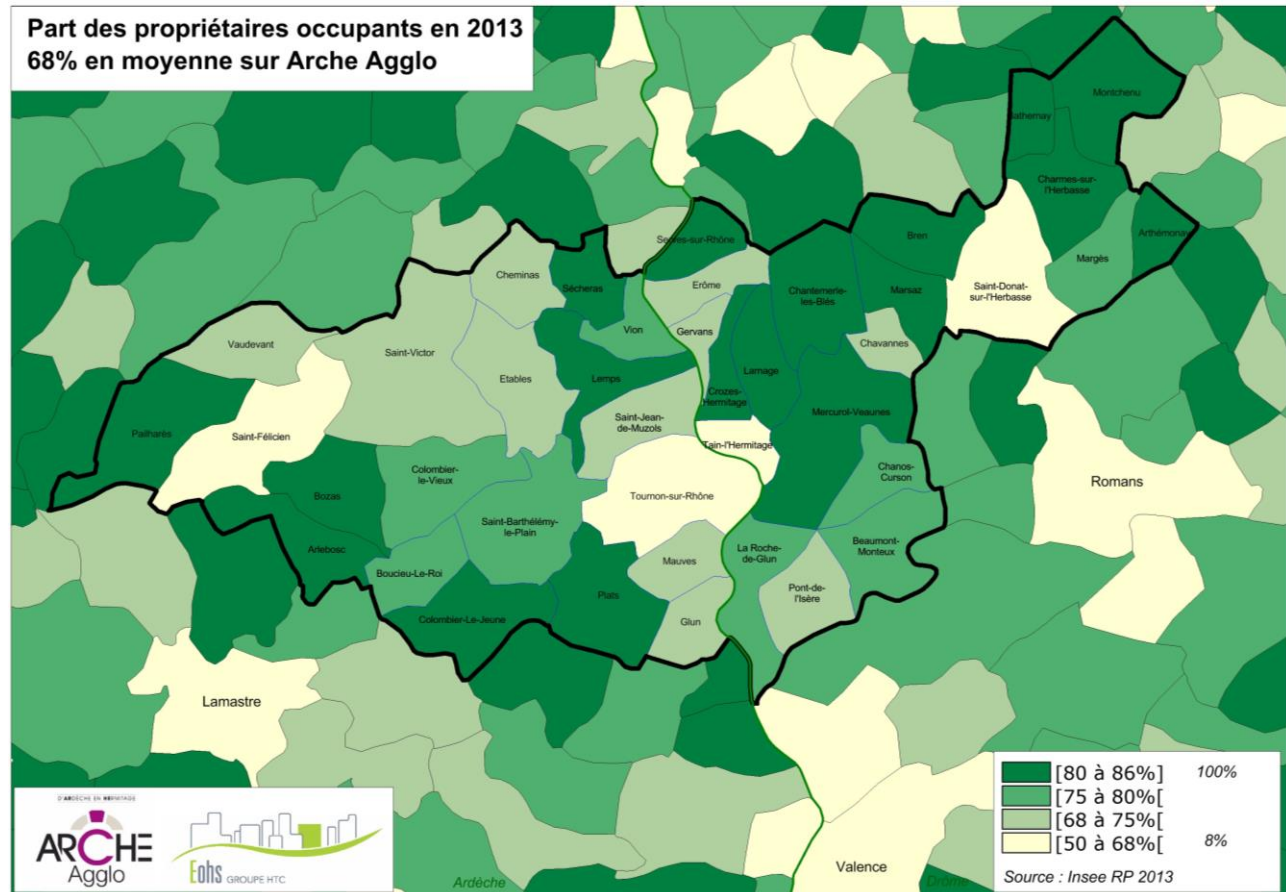 Part des propriétaires occupants en 2013
68% en moyenne sur Arche Agglo
Montchenu
Bathernay
Charmes-sur-
l'Herbasse
Arthémonay
Margès
Bren
Saint-Donat-
sur-l'Herbasse
Serves-sur-Rhône
Marsaz
Chantemerle-
les-Blés
Chavannes
Erôme
Gervans
Cheminas
Sécheras
Vion
Vaudevant
Saint-Victor
Etables
Lemps
Crozes-
Hermitage
Larnage
Mercurol-Veaunes
Saint-Jean-
de-Muzols
Pailharès
Saint-Félicien
Tain-l'Hermitage
Chanos-
Curson
Romans
Colombier-
le-Vieux
Bozas
Tournon-sur-Rhône
Saint-Barthélémy-
le-Plain
Arlebosc
La Roche-
de-Glun
Beaumont-
Monteux
Boucieu-Le-Roi
Mauves
Pont-de-
l'Isère
Plats
Colombier-Le-Jeune
Glun
Lamastre
Valence
Ardèche
Drôme
[80 à 86%] 100%
[75 à 80%[
[68 à 75%[
[50 à 68%[ 8%
Source : Insee RP 2013
D'ARDÈCHE EN HERMITAGE
ARCHE
Agglo
Eohs GROUPE HTC